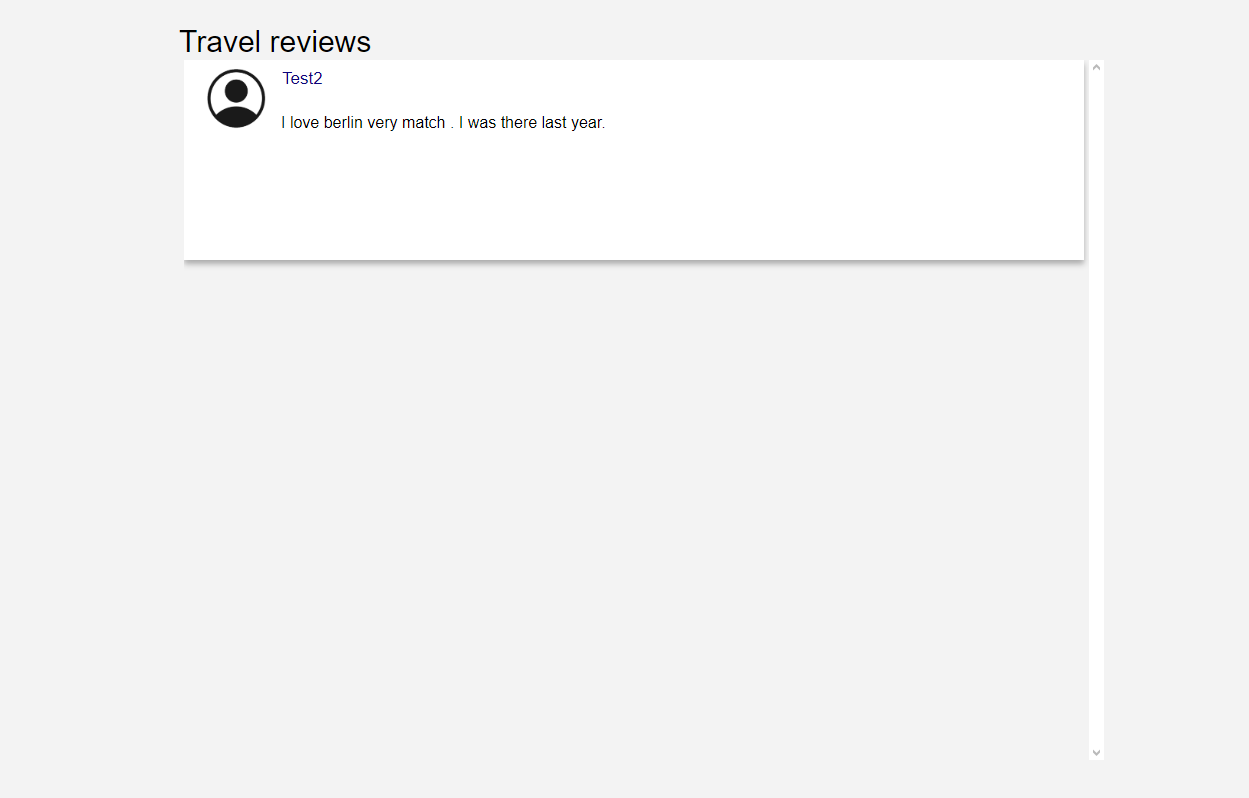 Travel reviews
Test2
I love berlin very match . I was there last year.